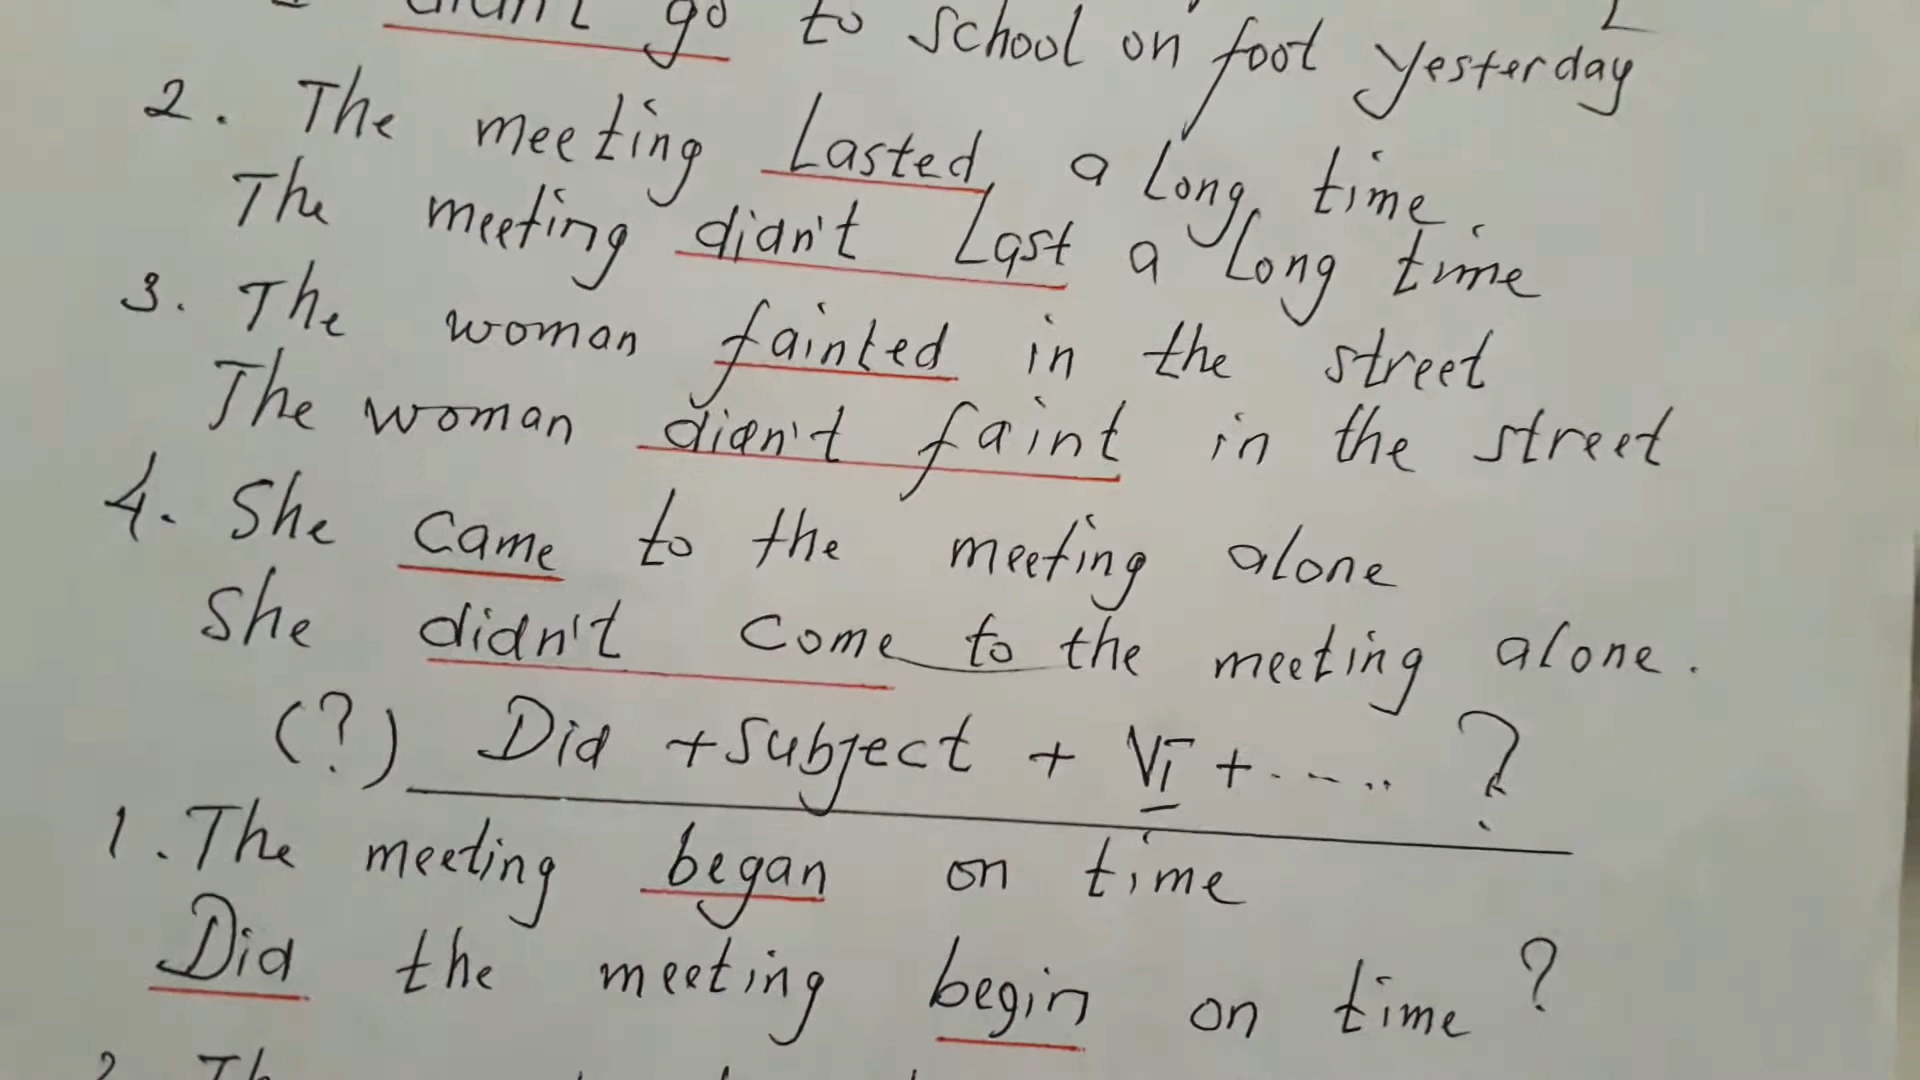 didn't go to school on foot yesterday
2. The meeting Lasted a Long time.
The meeting didn't Last a Long time
3. The woman fainted in the street
The woman didn't faint in the street
4. She came to the meeting alone
She didn't come to the meeting alone.
(?) Did + Subject + VI + ..... ?
1. The meeting began on time
Did the meeting begin on time?